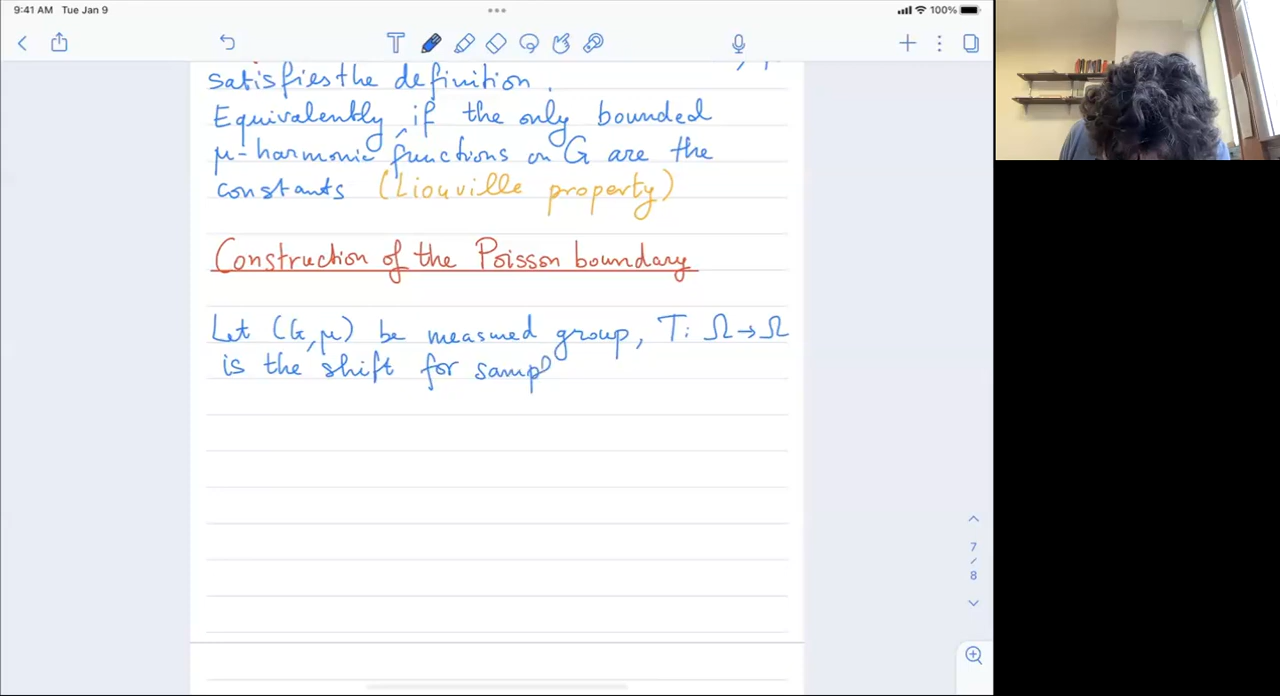 9:41 AM Tue Jan 9
100%
satisfies the definition.
Equivalently, if the only bounded
μ-harmonic functions on G are the
constants (Liouville property)
Construction of the Poisson boundary
Let (G, μ) be measured group, T: Ω → Ω
is the shift for samp
7
/
8